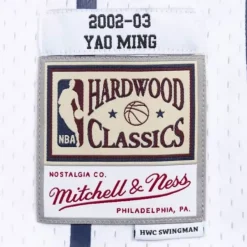 2002-03
YAO MING
HARDWOOD
NBA
CLASSICS
NOSTALGIA CO.
Mitchell & Ness
PHILADELPHIA, PA.
HWC SWINGMAN